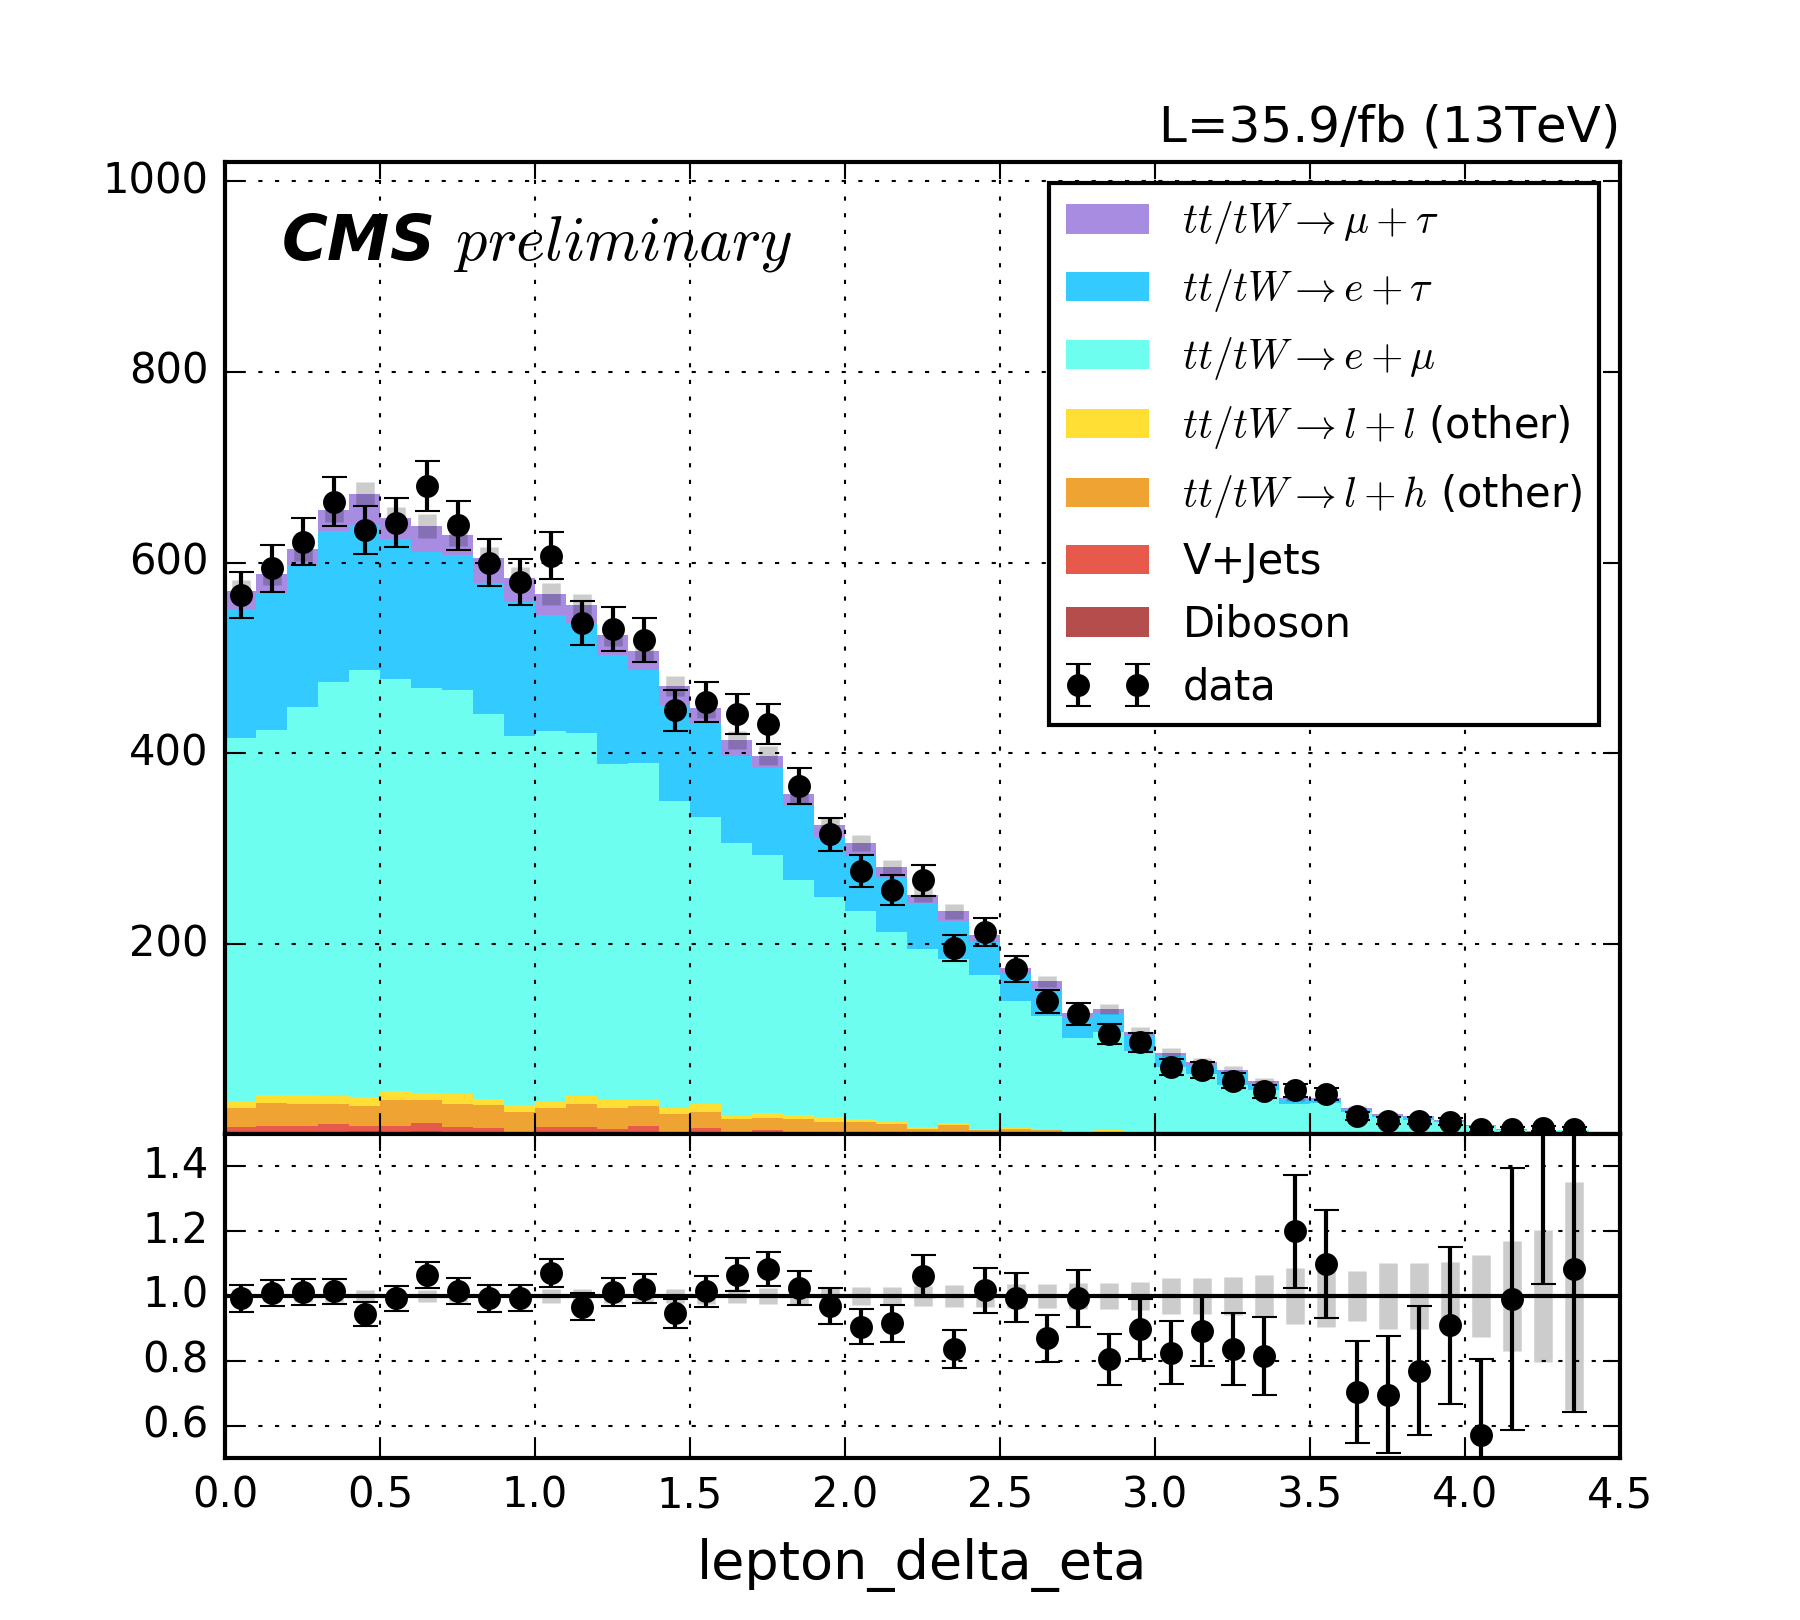 L=35.9/fb (13TeV)
CMS preliminary
1000
800
600
400
200
tt/tW→μ+τ
tt/tW→e+τ
tt/tW→e+μ
tt/tW→l+l (other)
tt/tW→l+h (other)
V+Jets
Diboson
data
1.4
1.2
1.0
0.8
0.6
0.0 0.5 1.0 1.5 2.0 2.5 3.0 3.5 4.0 4.5
lepton_delta_eta